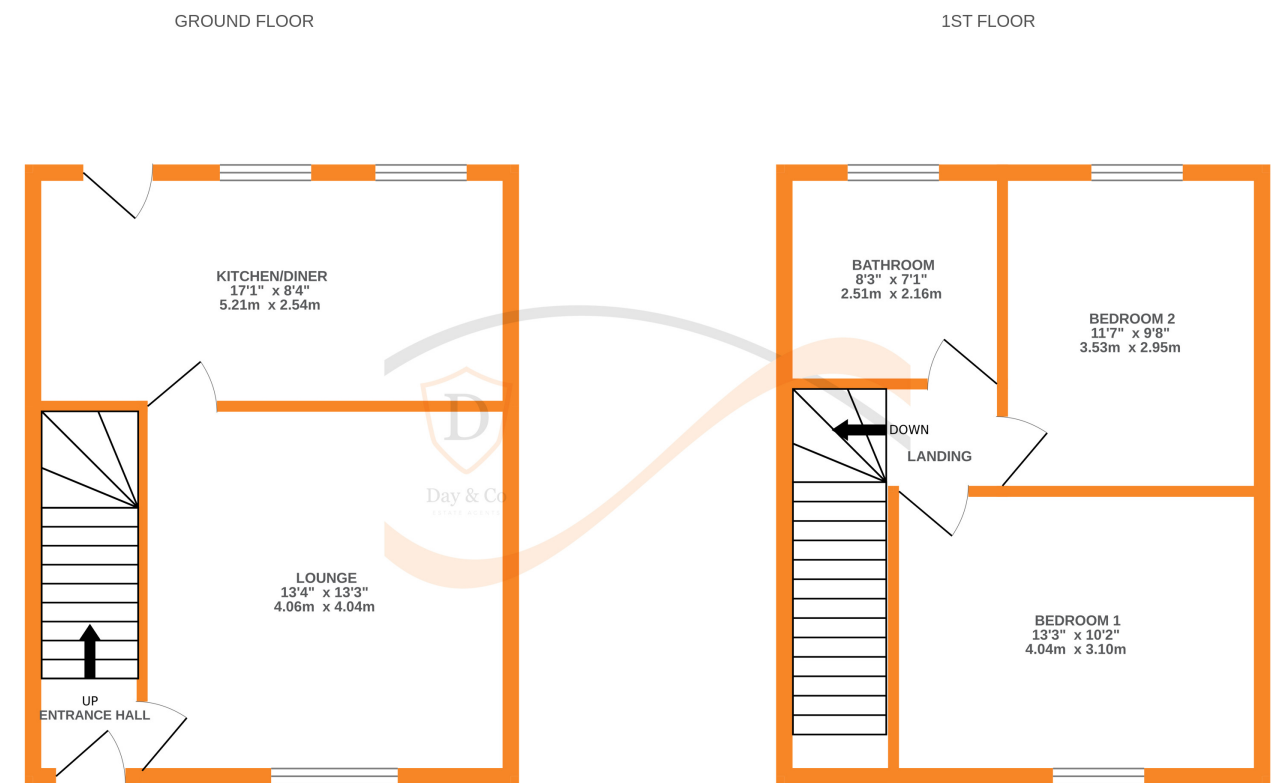 GROUND FLOOR
1ST FLOOR
KITCHEN/DINER
17'1" x 8'4"
5.21m x 2.54m
LOUNGE
13'4" x 13'3"
4.06m x 4.04m
UP
ENTRANCE HALL
D
Day & Co
BATHROOM
8'3" x 7'1"
2.51m x 2.16m
BEDROOM 2
11'7" x 9'8"
3.53m x 2.95m
DOWN
LANDING
BEDROOM 1
13'3" x 10'2"
4.04m x 3.10m